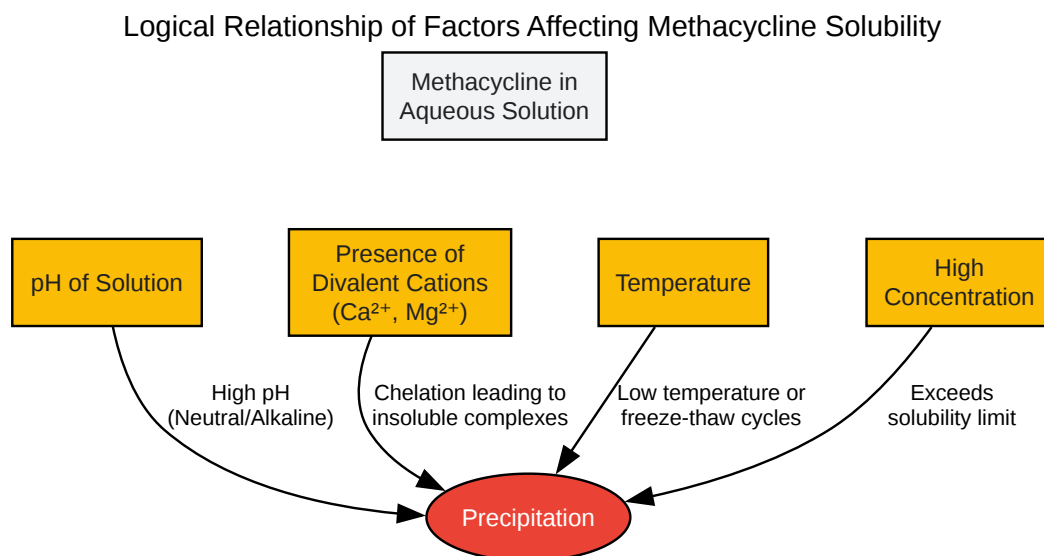 Logical Relationship of Factors Affecting Methacycline Solubility
Methacycline in
Aqueous Solution
pH of Solution
Presence of
Divalent Cations
(Ca²⁺, Mg²⁺)
Temperature
High
Concentration
High pH
(Neutral/Alkaline)
Chelation leading to
insoluble complexes
Low temperature or
freeze-thaw cycles
Exceeds
solubility limit
Precipitation